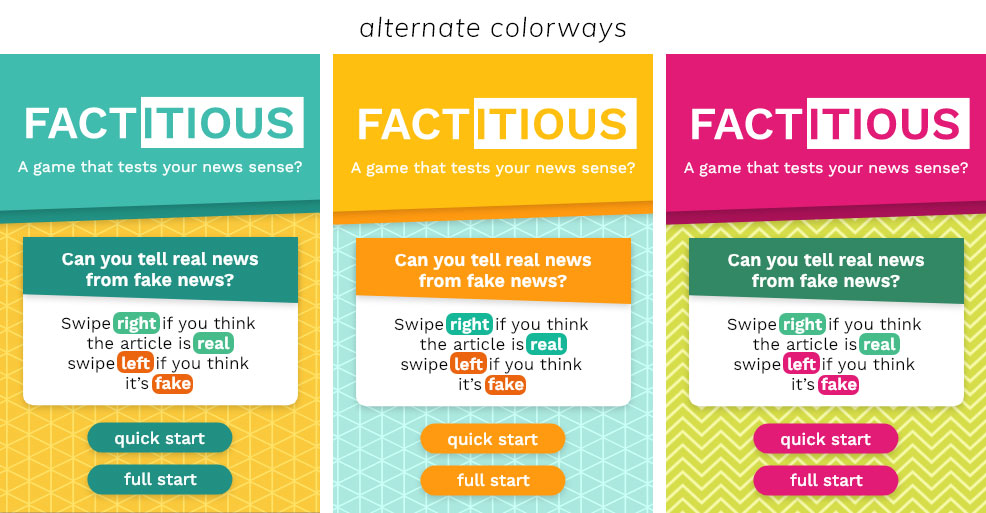 alternate colorways
FACTITIOUS
A game that tests your news sense?
Can you tell real news
from fake news?
Swipe right if you think
the article is real
swipe left if you think
it's fake
quick start
full start
FACTITIOUS
A game that tests your news sense?
Can you tell real news
from fake news?
Swipe right if you think
the article is real
swipe left if you think
it's fake
quick start
full start
FACTITIOUS
A game that tests your news sense?
Can you tell real news
from fake news?
Swipe right if you think
the article is real
swipe left if you think
it's fake
quick start
full start